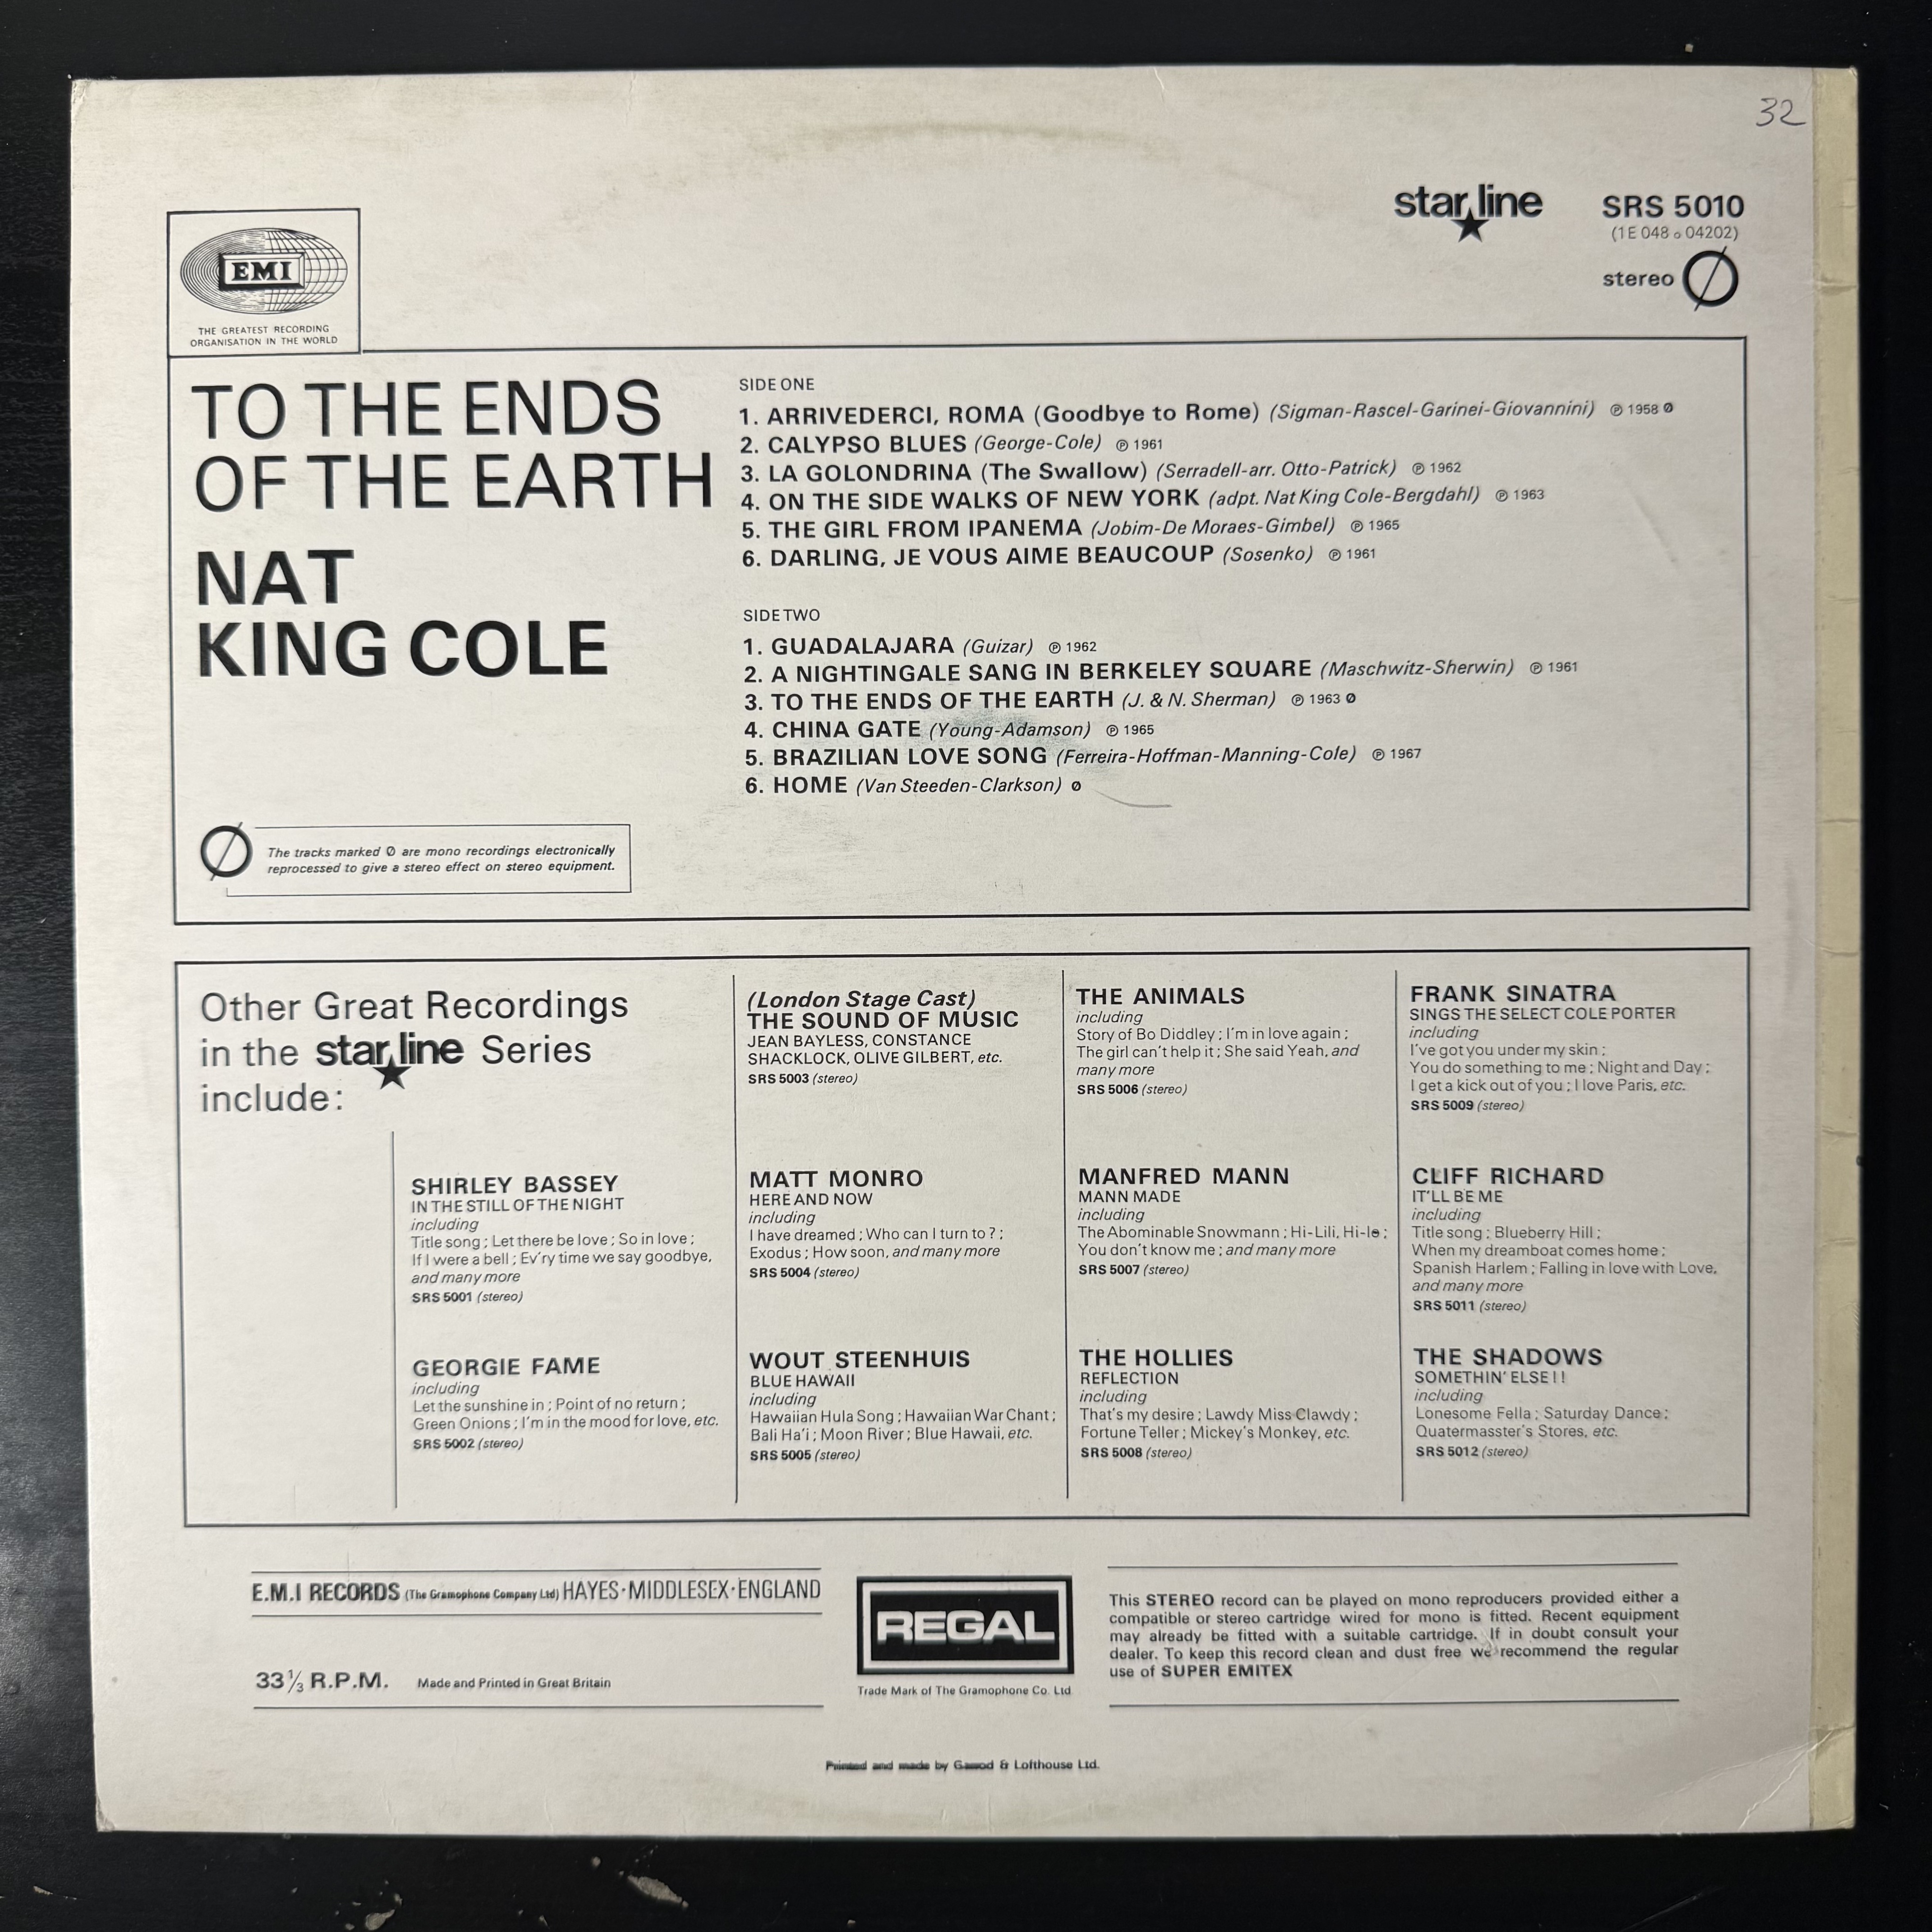 32
star line
SRS 5010
(1E 048 o 04202)
stereo
EMI
THE GREATEST RECORDING
ORGANISATION IN THE WORLD
TO THE ENDS
OF THE EARTH
NAT
KING COLE
SIDE ONE
1. ARRIVEDERCI, ROMA (Goodbye to Rome) (Sigman-Rascel-Garinei-Giovannini) ℗ 1958 Ø
2. CALYPSO BLUES (George-Cole) ℗ 1961
3. LA GOLONDRINA (The Swallow) (Serradell-arr. Otto-Patrick) ℗ 1962
4. ON THE SIDE WALKS OF NEW YORK (adpt. Nat King Cole-Bergdahl) ℗ 1963
5. THE GIRL FROM IPANEMA (Jobim-De Moraes-Gimbel) ℗ 1965
6. DARLING, JE VOUS AIME BEAUCOUP (Sosenko) ℗ 1961
SIDE TWO
1. GUADALAJARA (Guizar) ℗ 1962
2. A NIGHTINGALE SANG IN BERKELEY SQUARE (Maschwitz-Sherwin) ℗ 1961
3. TO THE ENDS OF THE EARTH (J. & N. Sherman) ℗ 1963 Ø
4. CHINA GATE (Young-Adamson) ℗ 1965
5. BRAZILIAN LOVE SONG (Ferreira-Hoffman-Manning-Cole) ℗ 1967
6. HOME (Van Steeden-Clarkson) Ø
The tracks marked Ø are mono recordings electronically
reprocessed to give a stereo effect on stereo equipment.
Other Great Recordings
in the star line Series
include:
SHIRLEY BASSEY
IN THE STILL OF THE NIGHT
including
Title song; Let there be love; So in love;
If I were a bell; Ev'ry time we say goodbye,
and many more
SRS 5001 (stereo)
GEORGIE FAME
including
Let the sunshine in; Point of no return;
Green Onions; I'm in the mood for love, etc.
SRS 5002 (stereo)
(London Stage Cast)
THE SOUND OF MUSIC
JEAN BAYLESS, CONSTANCE
SHACKLOCK, OLIVE GILBERT, etc.
SRS 5003 (stereo)
MATT MONRO
HERE AND NOW
including
I have dreamed; Who can I turn to?;
Exodus; How soon, and many more
SRS 5004 (stereo)
WOUT STEENHUIS
BLUE HAWAII
including
Hawaiian Hula Song; Hawaiian War Chant;
Bali Ha'i; Moon River; Blue Hawaii, etc.
SRS 5005 (stereo)
THE ANIMALS
including
Story of Bo Diddley; I'm in love again;
The girl can't help it; She said Yeah, and
many more
SRS 5006 (stereo)
MANFRED MANN
MANN MADE
including
The Abominable Snowmann; Hi-Lili, Hi-lo;
You don't know me; and many more
SRS 5007 (stereo)
THE HOLLIES
REFLECTION
including
That's my desire; Lawdy Miss Clawdy;
Fortune Teller; Mickey's Monkey, etc.
SRS 5008 (stereo)
FRANK SINATRA
SINGS THE SELECT COLE PORTER
including
I've got you under my skin;
You do something to me; Night and Day;
I get a kick out of you; I love Paris, etc.
SRS 5009 (stereo)
CLIFF RICHARD
IT'LL BE ME
including
Title song; Blueberry Hill;
When my dreamboat comes home;
Spanish Harlem; Falling in love with Love,
and many more
SRS 5011 (stereo)
THE SHADOWS
SOMETHIN' ELSE!!
including
Lonesome Fella; Saturday Dance;
Quatermasster's Stores, etc.
SRS 5012 (stereo)
E.M.I RECORDS (The Gramophone Company Ltd) HAYES·MIDDLESEX·ENGLAND
33⅓ R.P.M. Made and Printed in Great Britain
REGAL
Trade Mark of The Gramophone Co. Ltd.
This STEREO record can be played on mono reproducers provided either a
compatible or stereo cartridge wired for mono is fitted. Recent equipment
may already be fitted with a suitable cartridge. If in doubt consult your
dealer. To keep this record clean and dust free we recommend the regular
use of SUPER EMITEX
Printed and made by Garrod & Lofthouse Ltd.